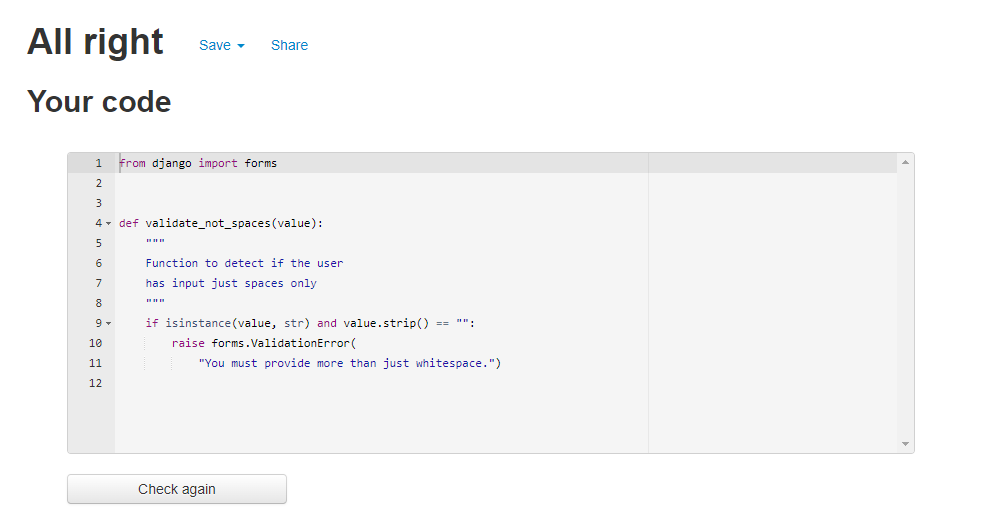 All right Save Share
Your code
1 from django import forms
2
3
4 def validate_not_spaces(value):
5     """
6     Function to detect if the user
7     has input just spaces only
8     """
9     if isinstance(value, str) and value.strip() == "":
10         raise forms.ValidationError(
11             "You must provide more than just whitespace.")
12
Check again